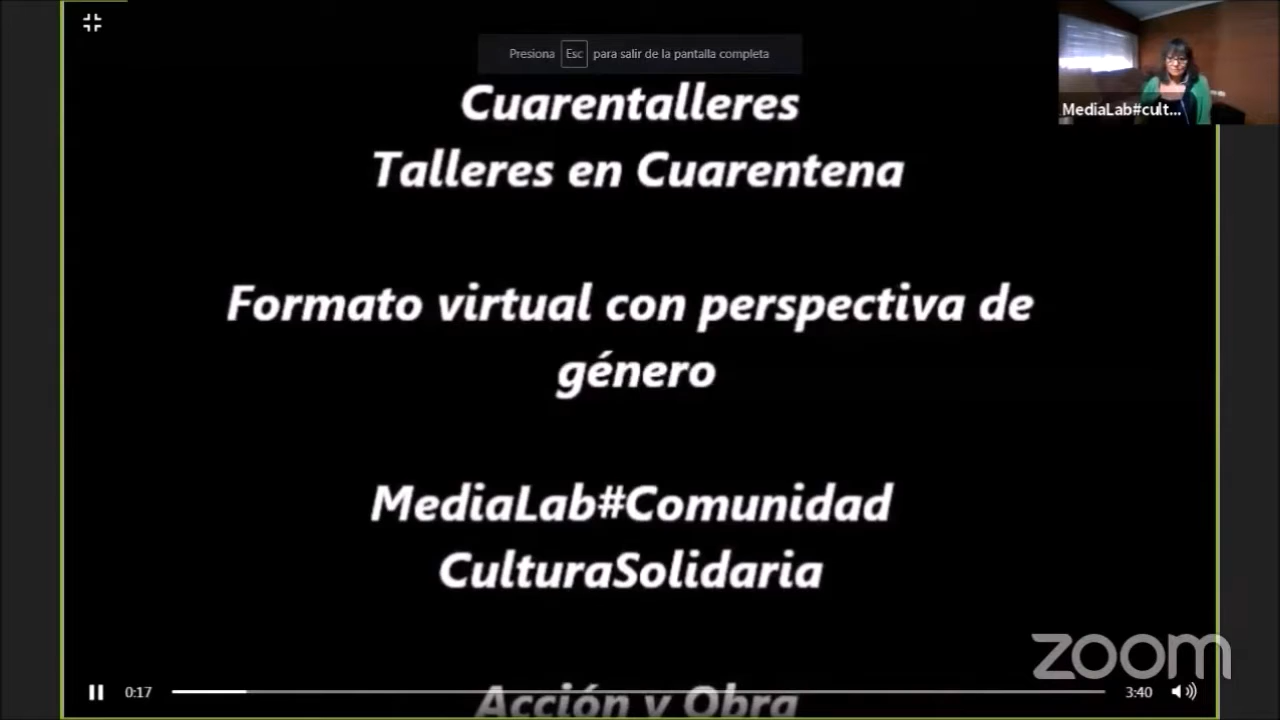 Presiona Esc para salir de la pantalla completa
MediaLab#cult...
Cuarentalleres
Talleres en Cuarentena
Formato virtual con perspectiva de
género
MediaLab#Comunidad
CulturaSolidaria
Acción y Obra
zoom
0:17
3:40